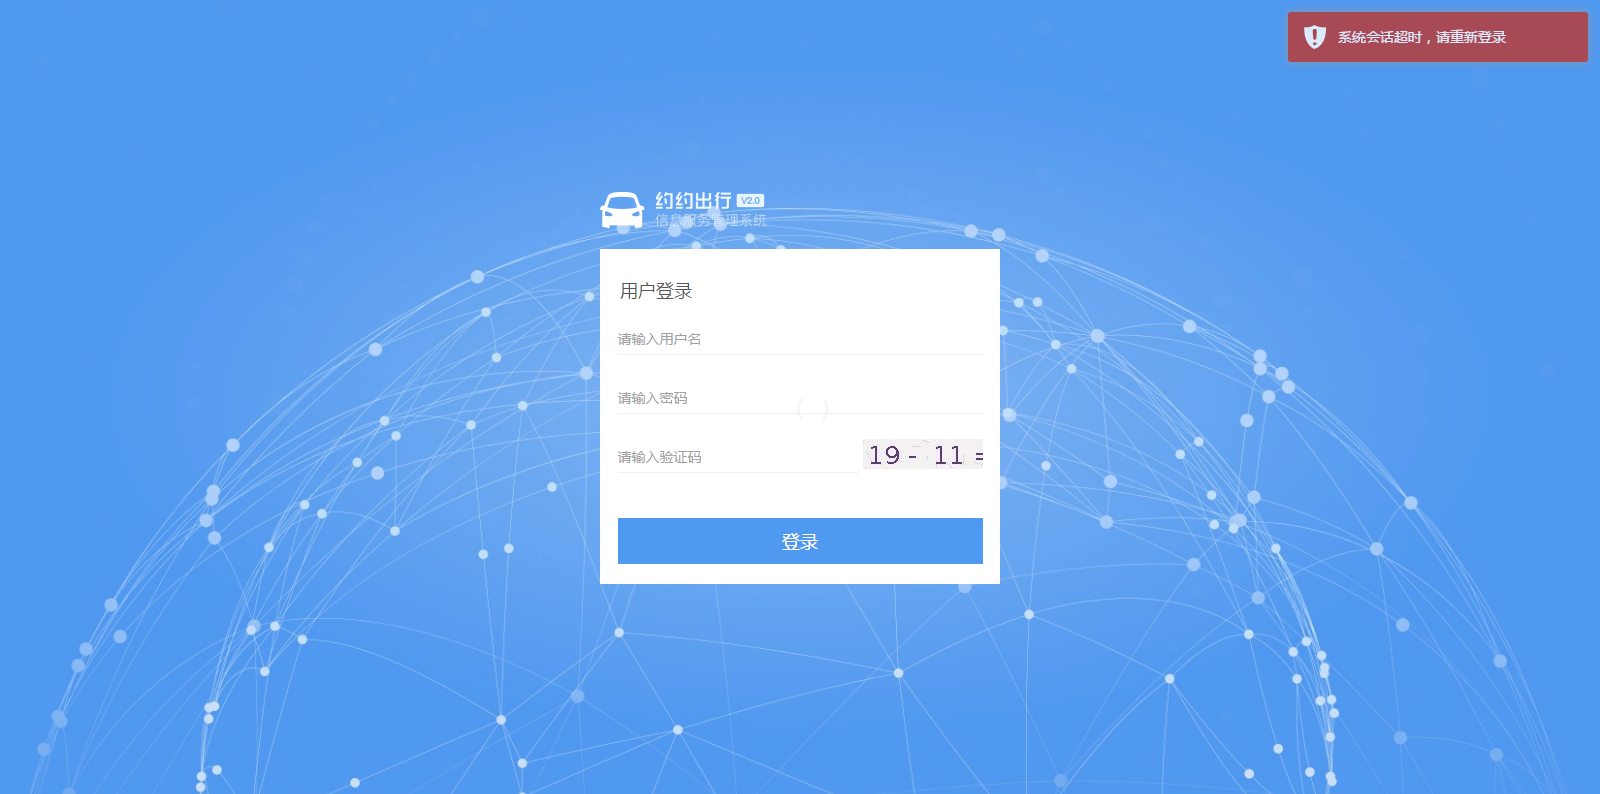 系统会话超时，请重新登录
约约出行 V2.0
信息服务管理系统
用户登录
请输入用户名
请输入密码
请输入验证码
19 - 11 =
登录